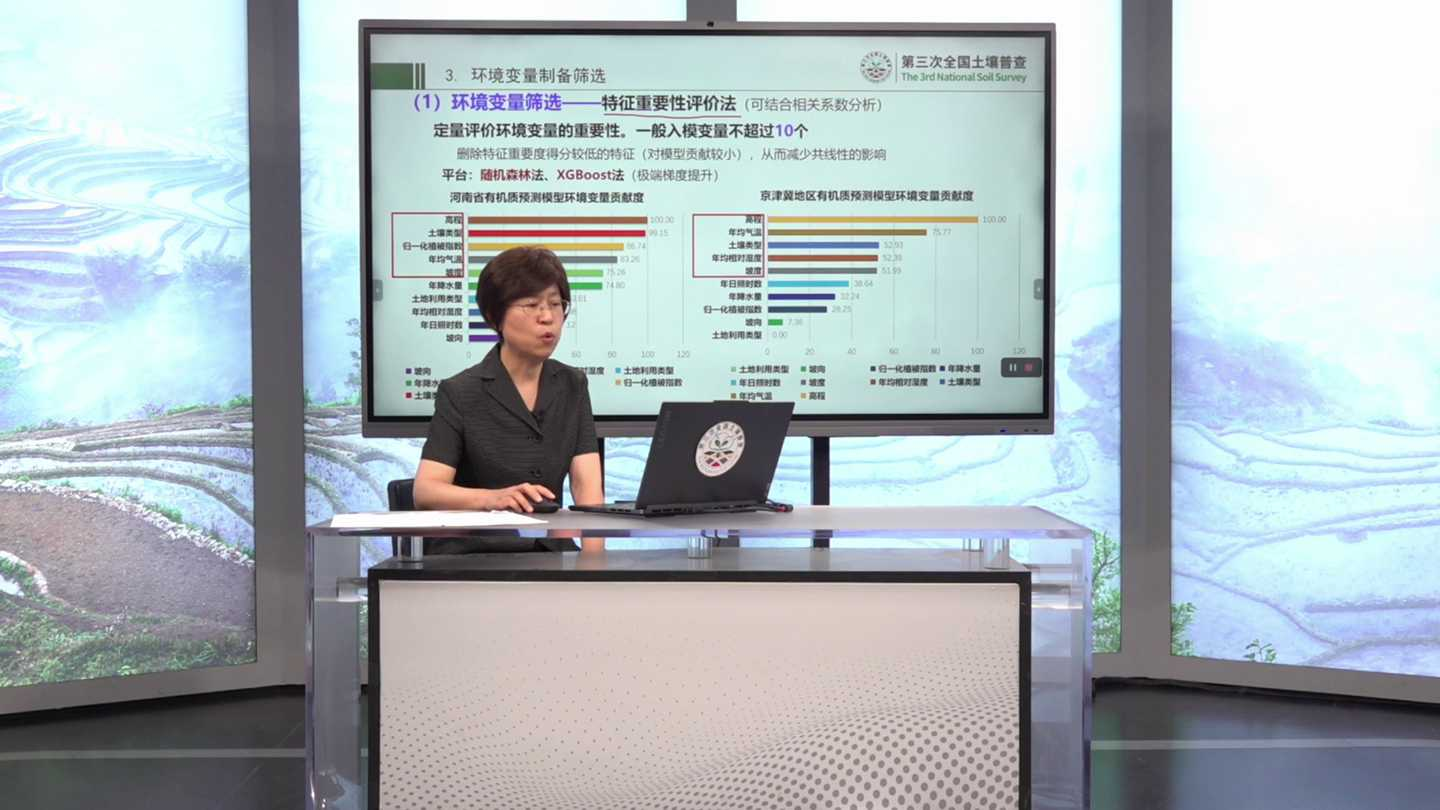 第三次全国土壤普查
The 3rd National Soil Survey
3. 环境变量制备筛选
（1）环境变量筛选——特征重要性评价法（可结合相关系数分析）
定量评价环境变量的重要性。一般入模变量不超过10个
删除特征重要度得分较低的特征（对模型贡献较小），从而减少共线性的影响
平台：随机森林法、XGBoost法（极端梯度提升）
河南省有机质预测模型环境变量贡献度
高程 100.00
土壤类型 99.15
归一化植被指数 86.74
年均气温 83.26
坡度 75.26
年降水量 74.80
土地利用类型
年均相对湿度
年日照时数 12
坡向
0 60 80 100 120
坡向 湿度 土地利用类型
年降水 归一化植被指数
土壤类
京津冀地区有机质预测模型环境变量贡献度
高程 100.00
年均气温 75.77
土壤类型 52.93
年均相对湿度 52.39
坡度 51.99
年日照时数 38.64
年降水量 32.24
归一化植被指数 28.25
坡向 7.36
土地利用类型 0.00
0 20 40 60 80 100 120
土地利用类型 坡向 归一化植被指数 年降水量
年日照时数 坡度 年均相对湿度 土壤类型
年均气温 高程